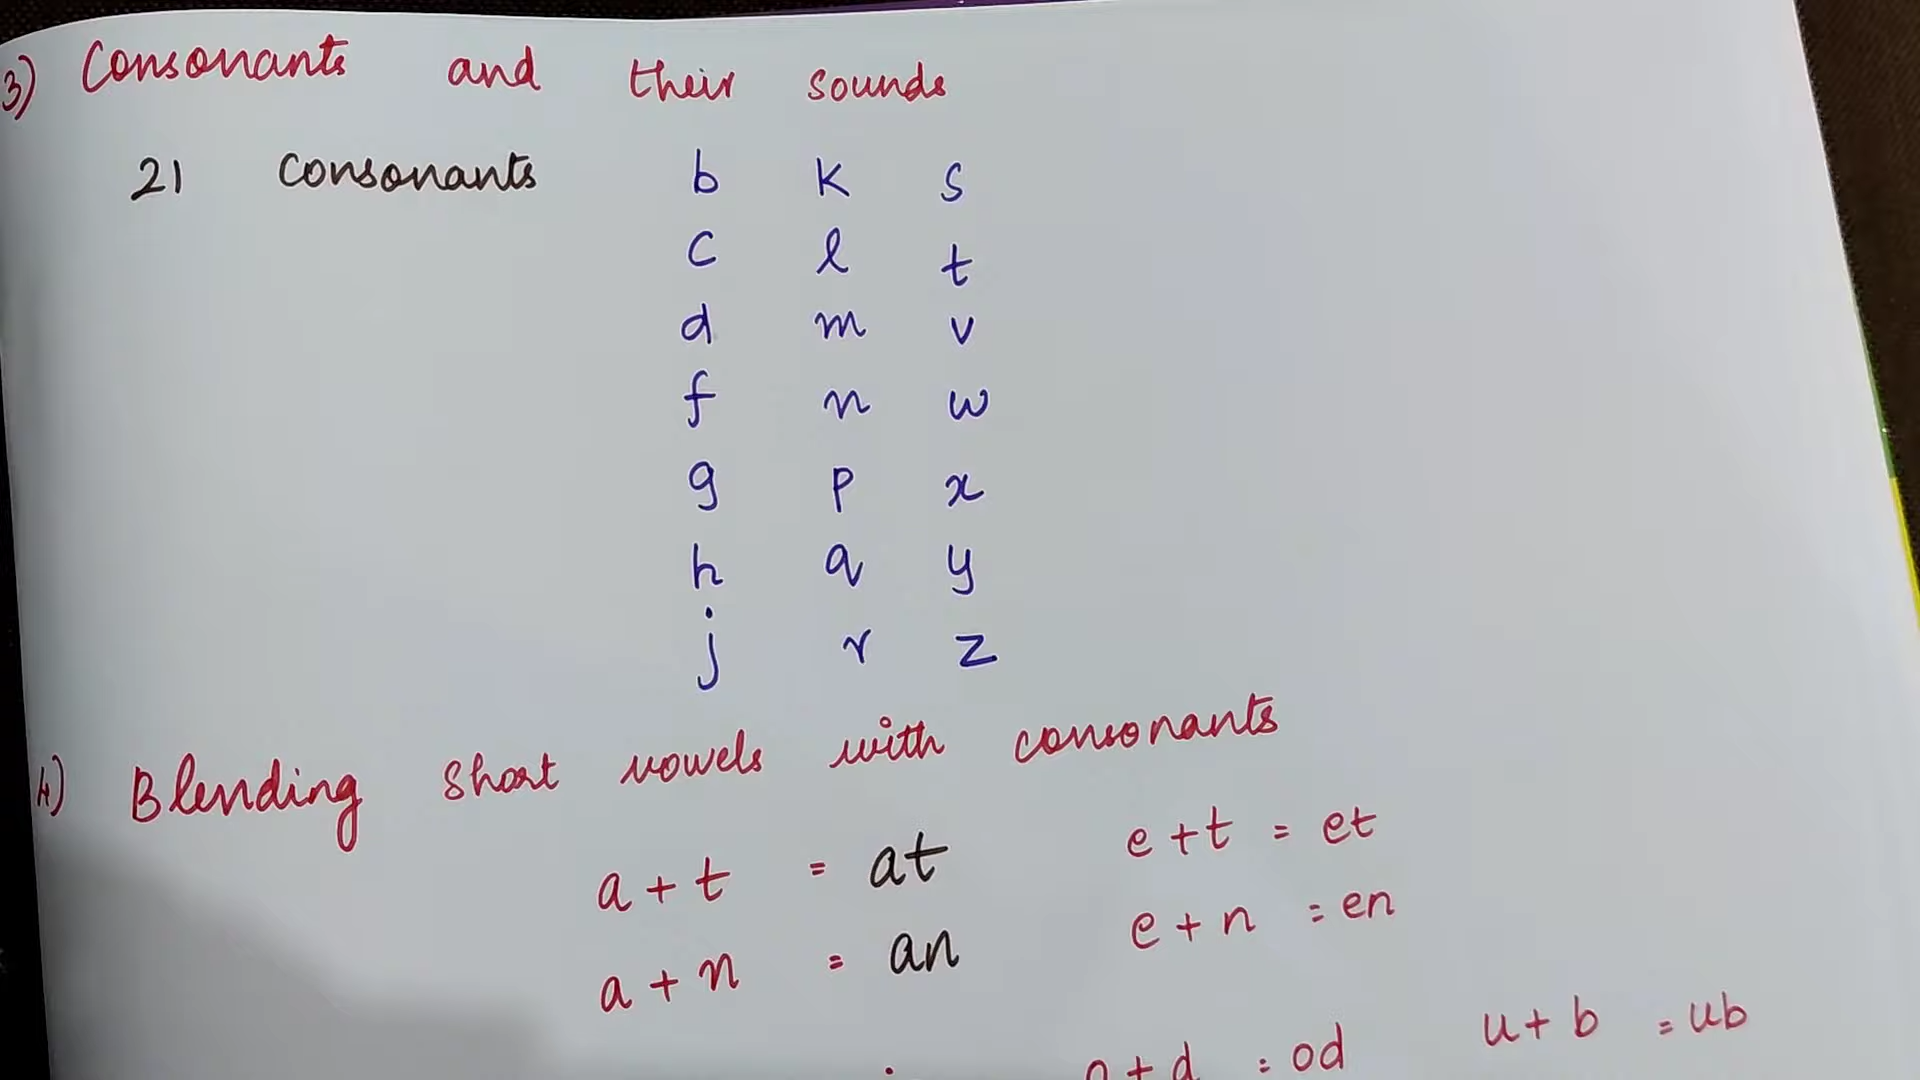 3) Consonants and their sounds
21 consonants b k s
c l t
d m v
f n w
g p x
h q y
j r z
4) Blending short vowels with consonants
a + t = at e + t = et
a + n = an e + n = en
o + d = od u + b = ub